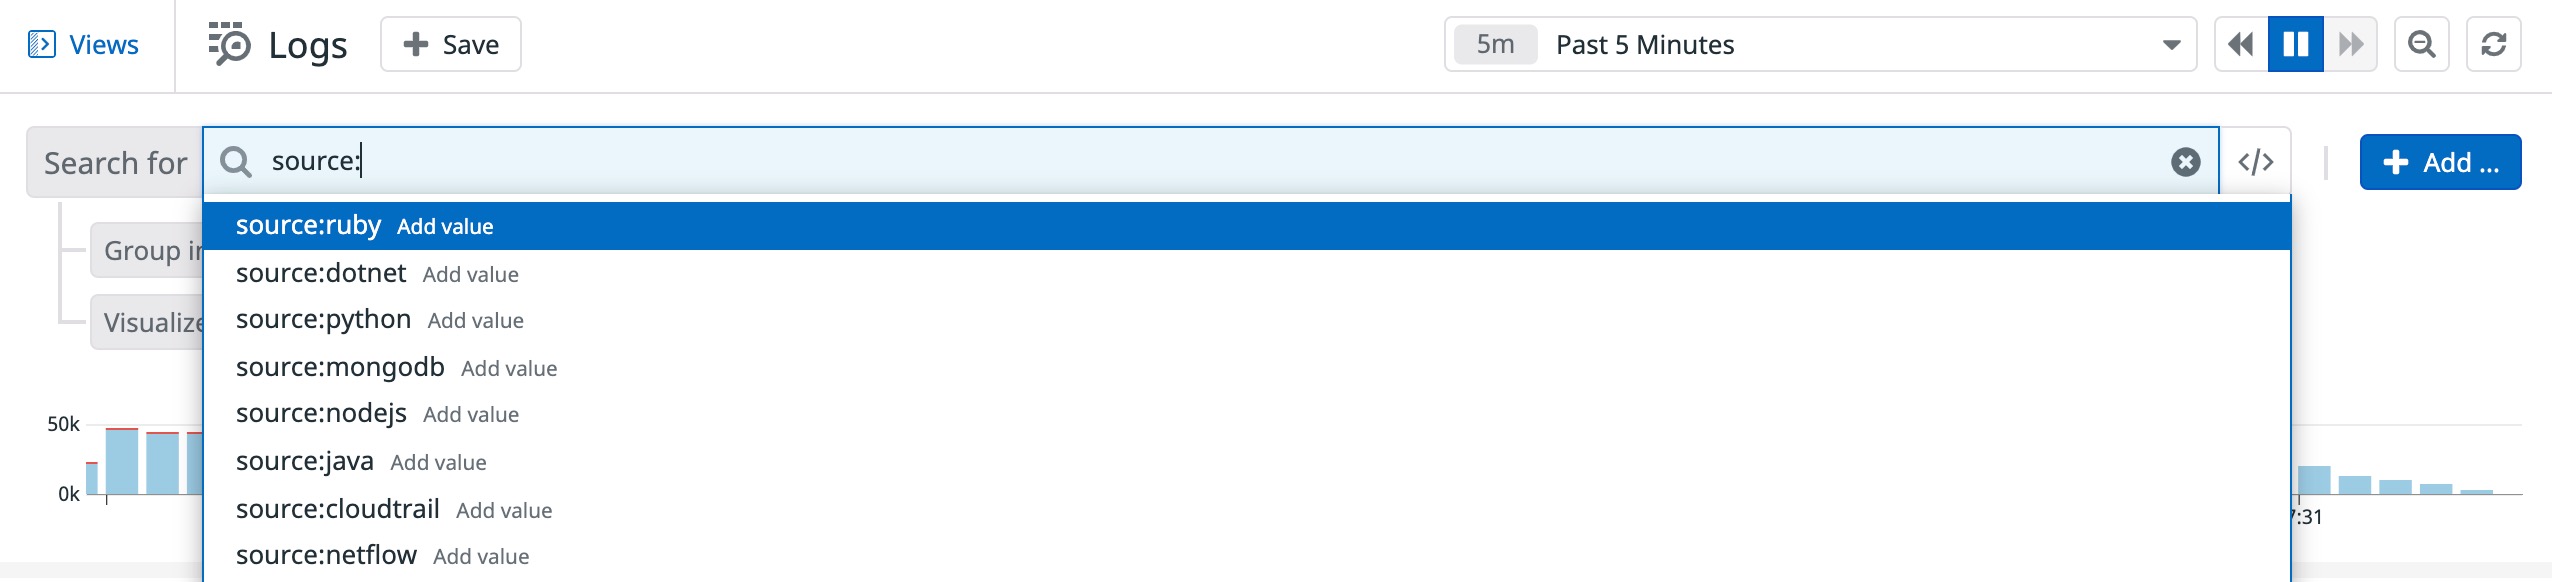 Views
Logs
Save
5m Past 5 Minutes
Search for
source:
</>
Add ...
source:ruby Add value
Group
source:dotnet Add value
source:python Add value
Visualize
source:mongodb Add value
source:nodejs Add value
50k
source:java Add value
0k
source:cloudtrail Add value
7:31
source:netflow Add value